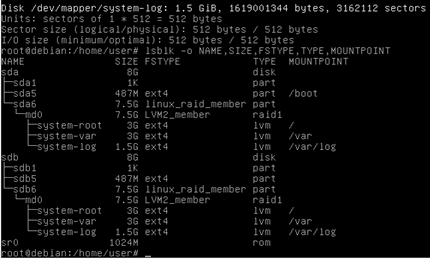 Disk /dev/mapper/system-log: 1.5 GiB, 1619001344 bytes, 3162112 sectors
Units: sectors of 1 * 512 = 512 bytes
Sector size (logical/physical): 512 bytes / 512 bytes
I/O size (minimum/optimal): 512 bytes / 512 bytes
root@debian:/home/user# lsblk -o NAME,SIZE,FSTYPE,TYPE,MOUNTPOINT
NAME SIZE FSTYPE TYPE MOUNTPOINT
sda 8G disk
├─sda1 1K part
├─sda5 487M ext4 part /boot
└─sda6 7.5G linux_raid_member part
└─md0 7.5G LVM2_member raid1
├─system-root 3G ext4 lvm /
├─system-var 3G ext4 lvm /var
└─system-log 1.5G ext4 lvm /var/log
sdb 8G disk
├─sdb1 1K part
├─sdb5 487M ext4 part
└─sdb6 7.5G linux_raid_member part
└─md0 7.5G LVM2_member raid1
├─system-root 3G ext4 lvm /
├─system-var 3G ext4 lvm /var
└─system-log 1.5G ext4 lvm /var/log
sr0 1024M rom
root@debian:/home/user# _